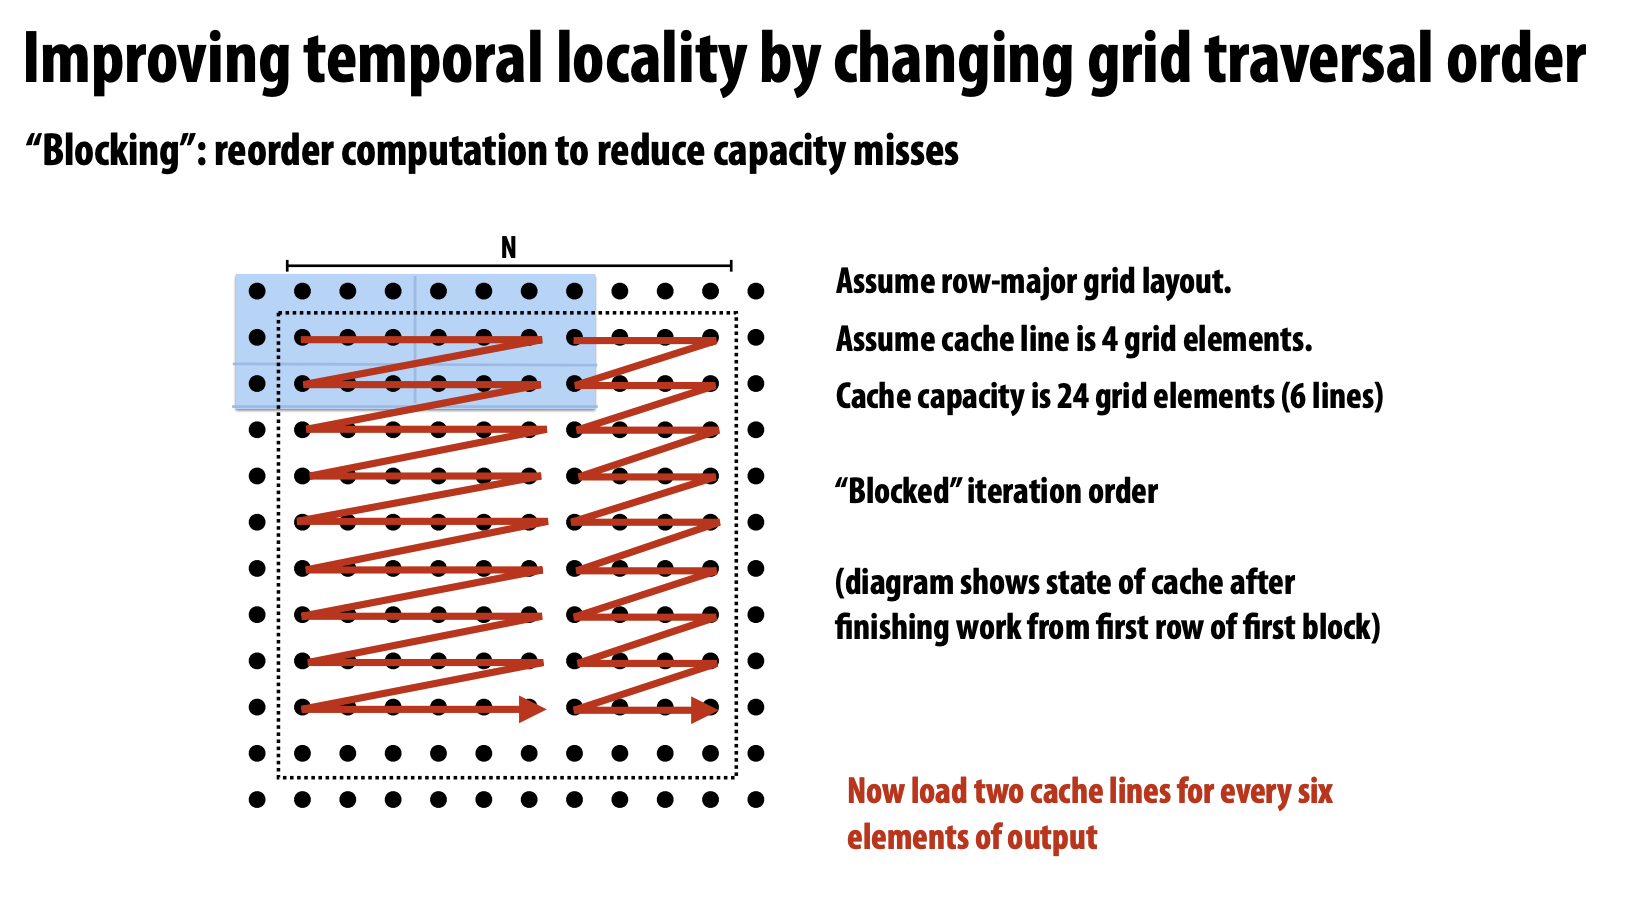 Improving temporal locality by changing grid traversal order
“Blocking”: reorder computation to reduce capacity misses
N
Assume row-major grid layout.
Assume cache line is 4 grid elements.
Cache capacity is 24 grid elements (6 lines)
“Blocked” iteration order
(diagram shows state of cache after
finishing work from first row of first block)
Now load two cache lines for every six
elements of output